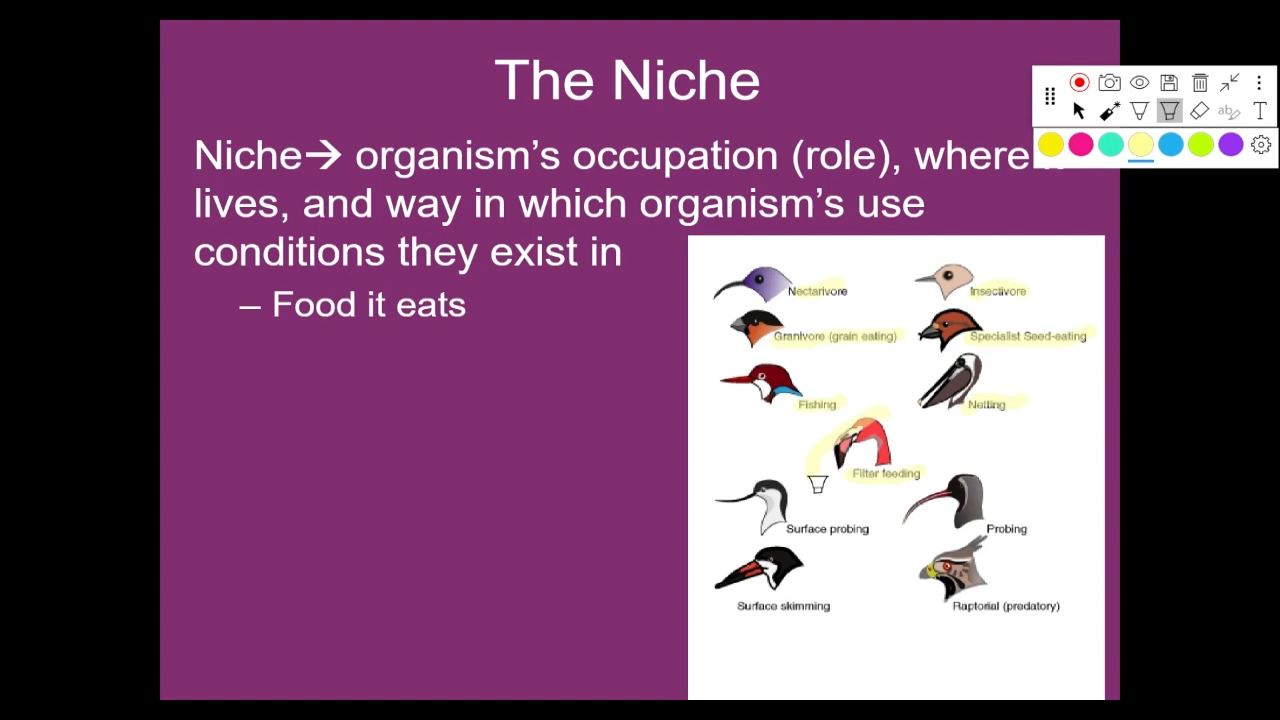 The Niche
Niche→ organism's occupation (role), where
lives, and way in which organism's use
conditions they exist in
– Food it eats
Nectarivore
Insectivore
Granivore (grain eating)
Specialist Seed-eating
Fishing
Netting
Filter feeding
Surface probing
Probing
Surface skimming
Raptorial (predatory)
ab
T